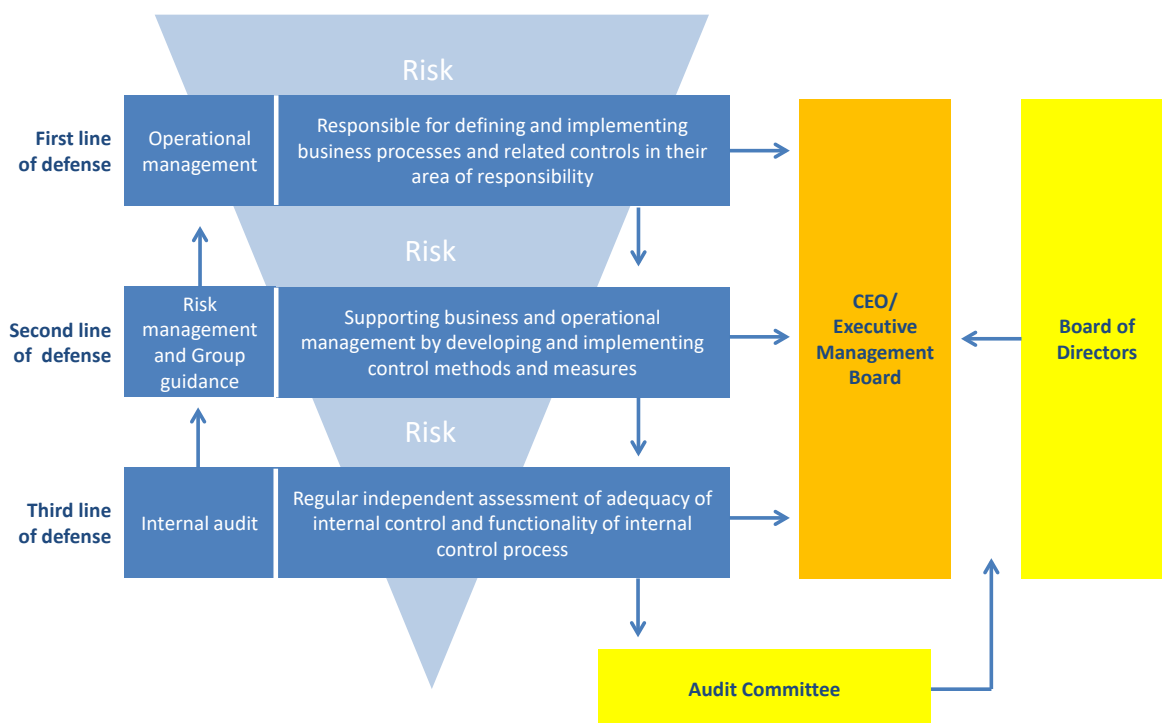 Risk
First line
of defense
Operational
management
Responsible for defining and implementing
business processes and related controls in their
area of responsibility
Risk
Second line
of  defense
Risk
management
and Group
guidance
Supporting business and operational
management by developing and implementing
control methods and measures
Risk
Third line
of defense
Internal audit
Regular independent assessment of adequacy of
internal control and functionality of internal
control process
CEO/
Executive
Management
Board
Board of
Directors
Audit Committee